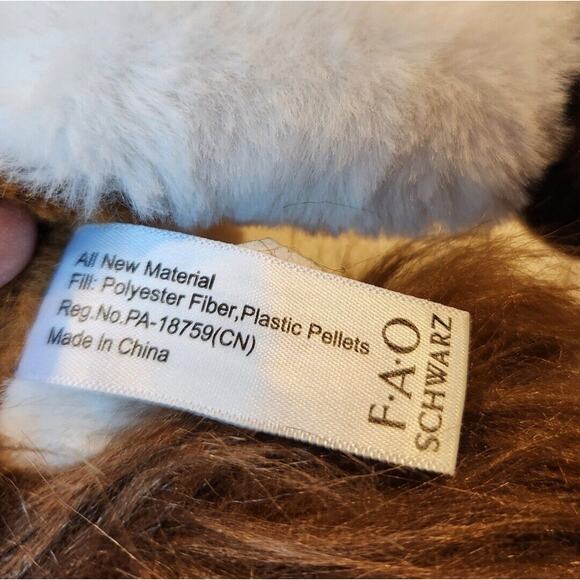 All New Material
Fill: Polyester Fiber,Plastic Pellets
Reg.No.PA-18759(CN)
Made In China
F·A·O
SCHWARZ